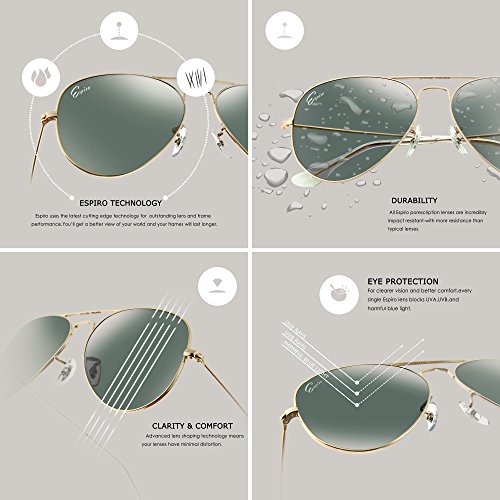 Espiro
ESPIRO TECHNOLOGY
Espiro uses the latest cutting edge technology for outstanding lens and frame
performance.You'll get a better view of your world and your frames will last longer.
Espiro
DURABILITY
All Espiro porescription lenses are incredibly
impact resistant-with more resistance than
typical lenses.
CLARITY & COMFORT
Advanced lens shaping technology means
your lenses have minimal distortion.
EYE PROTECTION
For clearer vision and better comfort,every
single Espiro lens blocks UVA,UVB,and
harmful blue light.
UVA RAYS
UVB RAYS
HARMFUL BLUE LIGHT
Espiro